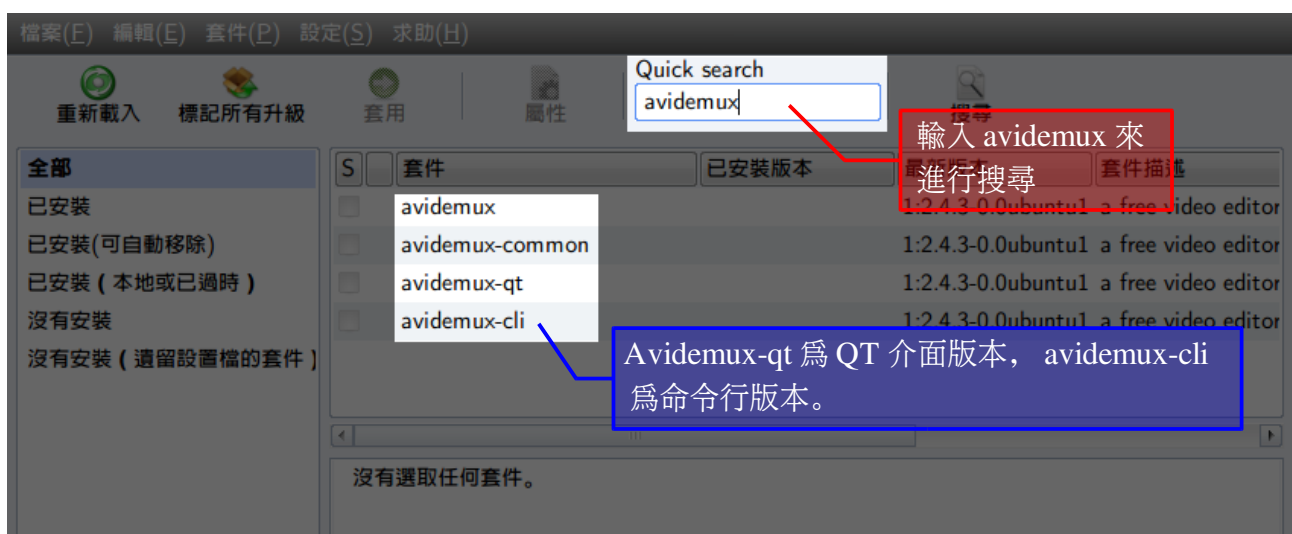 檔案(F) 編輯(E) 套件(P) 設定(S) 求助(H)
Quick search
avidemux
重新載入 標記所有升級 套用 屬性 搜尋
輸入 avidemux 來
進行搜尋
全部
已安裝
已安裝(可自動移除)
已安裝 ( 本地或已過時 )
沒有安裝
沒有安裝 ( 遺留設置檔的套件 )
S 套件 已安裝版本 最新版本 套件描述
avidemux 1:2.4.3-0.0ubuntu1 a free video editor
avidemux-common 1:2.4.3-0.0ubuntu1 a free video editor
avidemux-qt 1:2.4.3-0.0ubuntu1 a free video editor
avidemux-cli 1:2.4.3-0.0ubuntu1 a free video editor
Avidemux-qt 爲 QT 介面版本, avidemux-cli
爲命令行版本。
沒有選取任何套件。